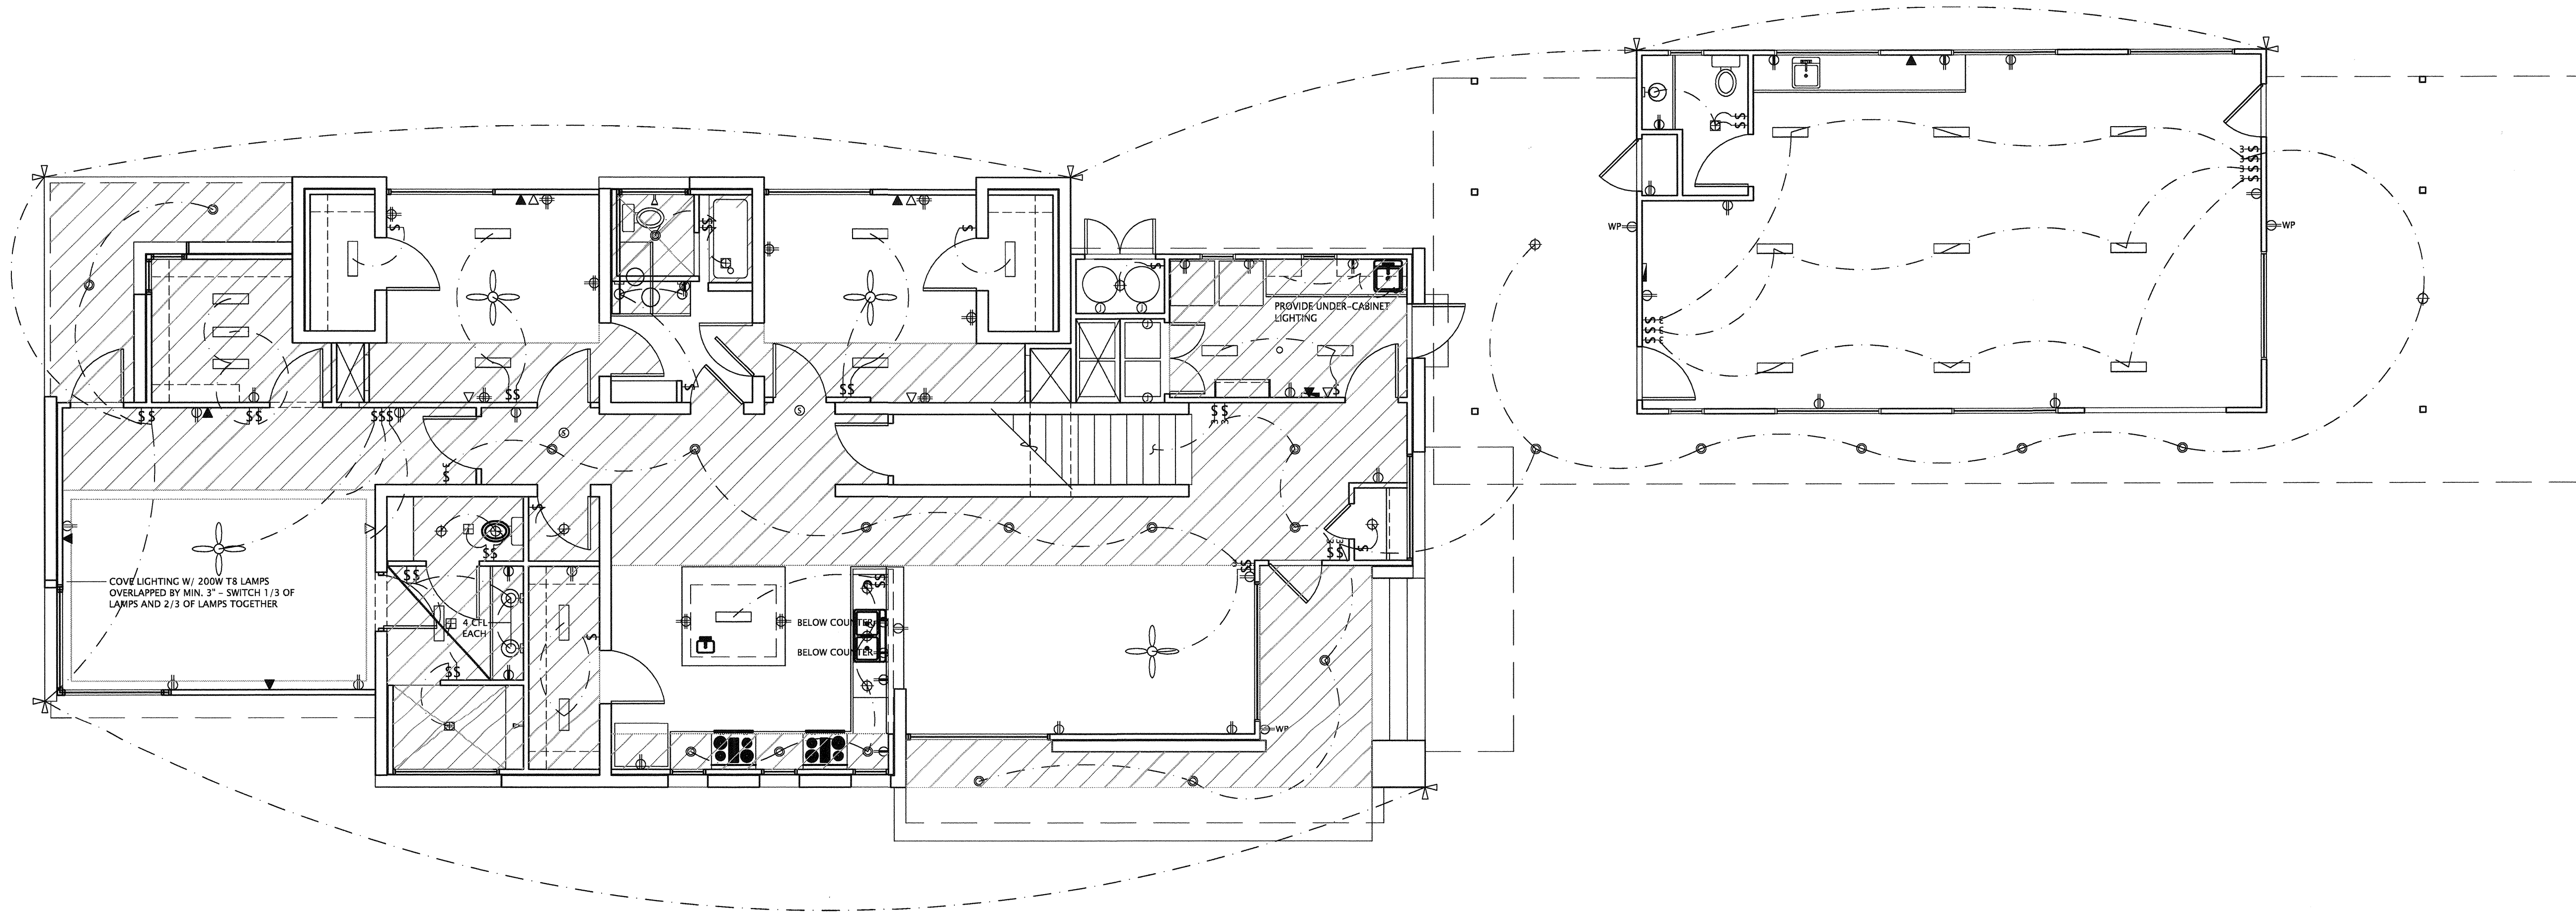 WP
WP
PROVIDE UNDER-CABINET
LIGHTING
$$
$$
$$$
$$
$$
S
S
COVE LIGHTING W/ 200W T8 LAMPS
OVERLAPPED BY MIN. 3" - SWITCH 1/3 OF
LAMPS AND 2/3 OF LAMPS TOGETHER
$$
$$
4 CFL
EACH
$$
BELOW COUNTER
BELOW COUNTER
WP